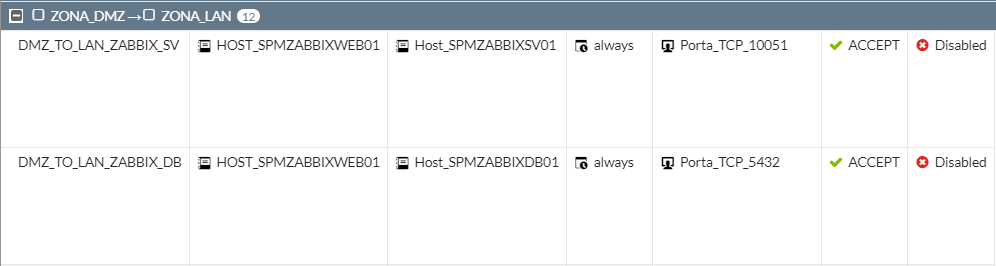 ZONA_DMZ→ ZONA_LAN 12
DMZ_TO_LAN_ZABBIX_SV HOST_SPMZABBIXWEB01 Host_SPMZABBIXSV01 always Porta_TCP_10051 ACCEPT Disabled
DMZ_TO_LAN_ZABBIX_DB HOST_SPMZABBIXWEB01 Host_SPMZABBIXDB01 always Porta_TCP_5432 ACCEPT Disabled